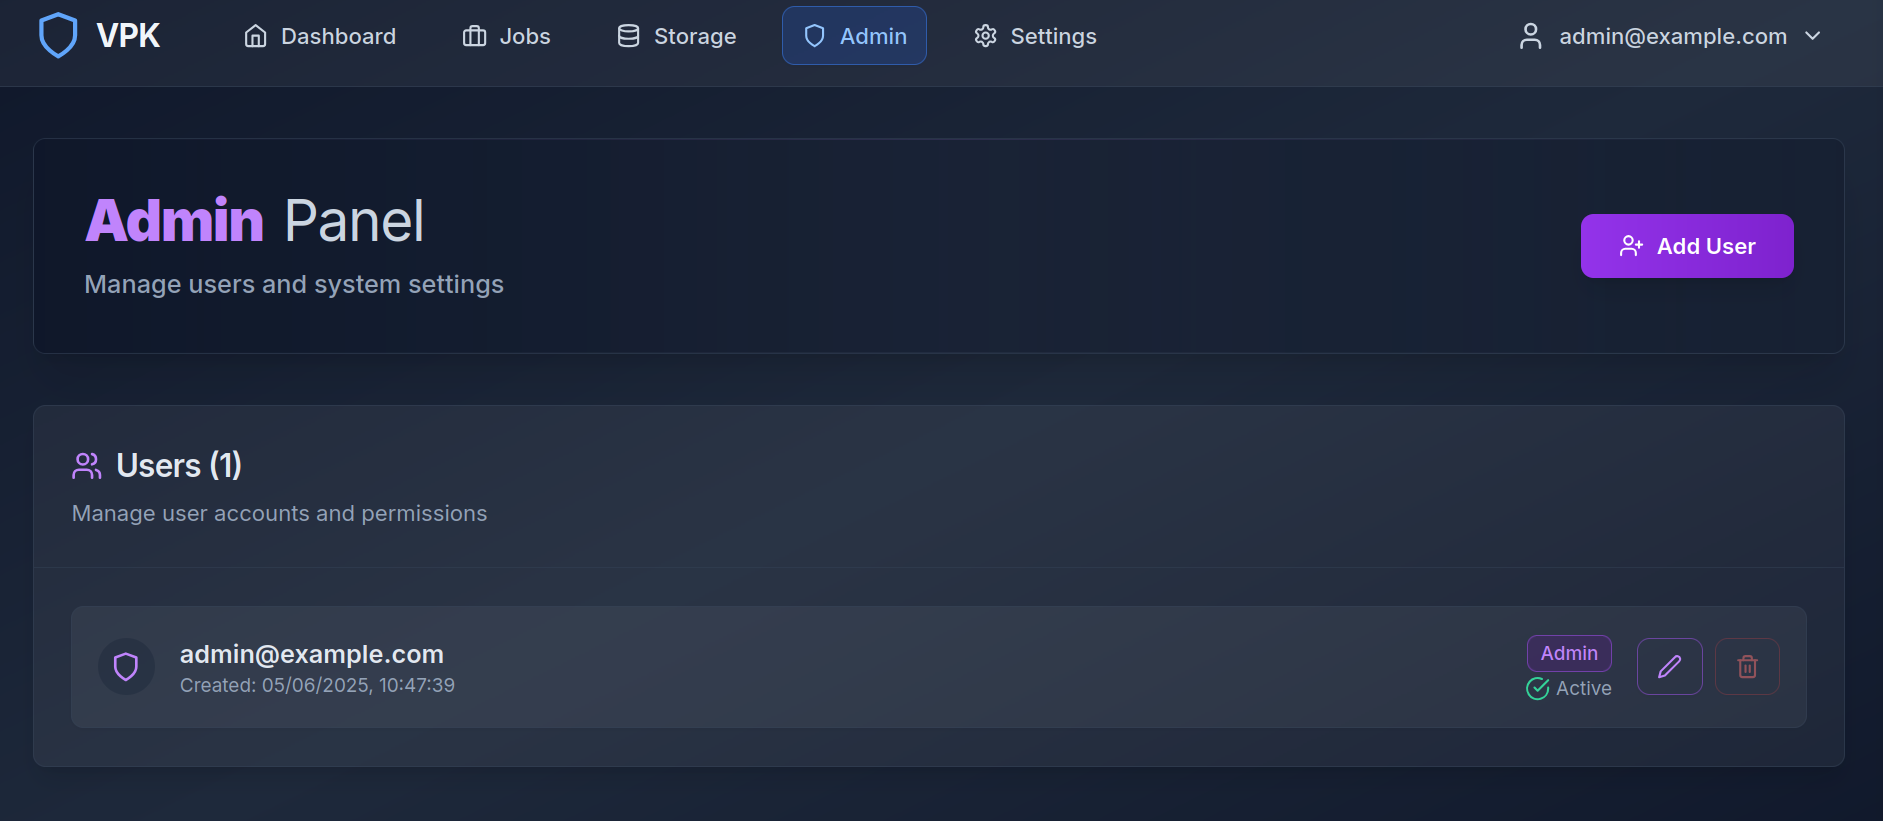 VPK
Dashboard
Jobs
Storage
Admin
Settings
admin@example.com
Admin Panel
Manage users and system settings
Add User
Users (1)
Manage user accounts and permissions
admin@example.com
Created: 05/06/2025, 10:47:39
Admin
Active